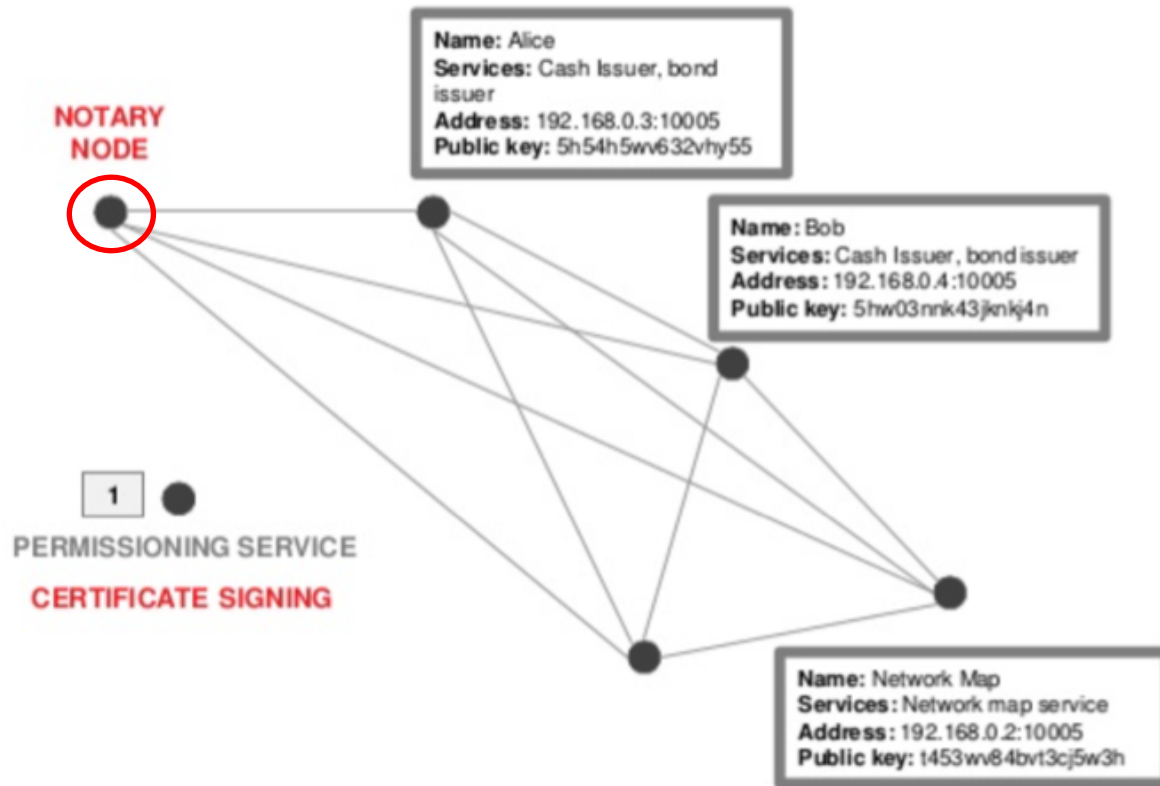 Name: Alice
Services: Cash Issuer, bond
issuer
Address: 192.168.0.3:10005
Public key: 5h54h5wv632vhy55
NOTARY
NODE
Name: Bob
Services: Cash Issuer, bond issuer
Address: 192.168.0.4:10005
Public key: 5hw03nnk43jknkj4n
1
PERMISSIONING SERVICE
CERTIFICATE SIGNING
Name: Network Map
Services: Network map service
Address: 192.168.0.2:10005
Public key: t453wv84bvt3cj5w3h